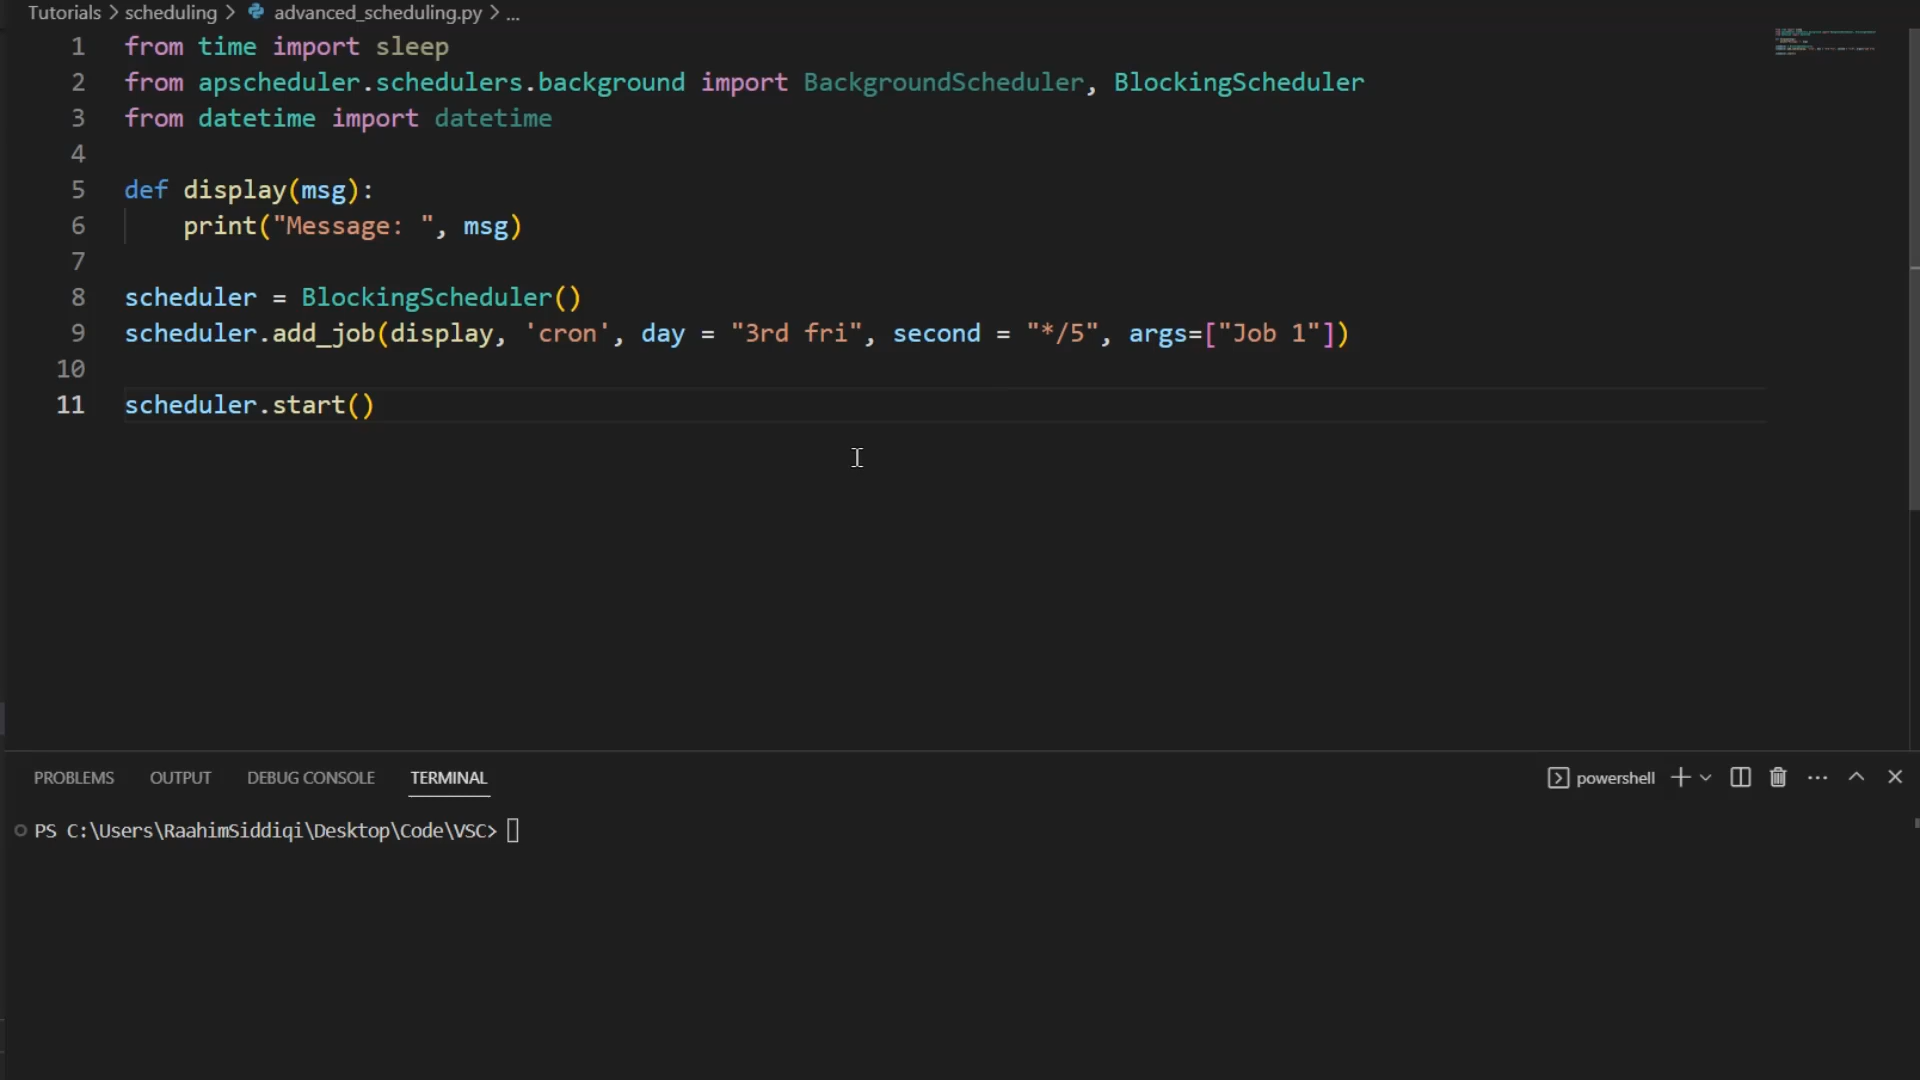 Tutorials > scheduling > advanced_scheduling.py > ...
1 from time import sleep
2 from apscheduler.schedulers.background import BackgroundScheduler, BlockingScheduler
3 from datetime import datetime
4
5 def display(msg):
6     print("Message: ", msg)
7
8 scheduler = BlockingScheduler()
9 scheduler.add_job(display, 'cron', day = "3rd fri", second = "*/5", args=["Job 1"])
10
11 scheduler.start()
PROBLEMS OUTPUT DEBUG CONSOLE TERMINAL powershell
PS C:\Users\RaahimSiddiqi\Desktop\Code\VSC>